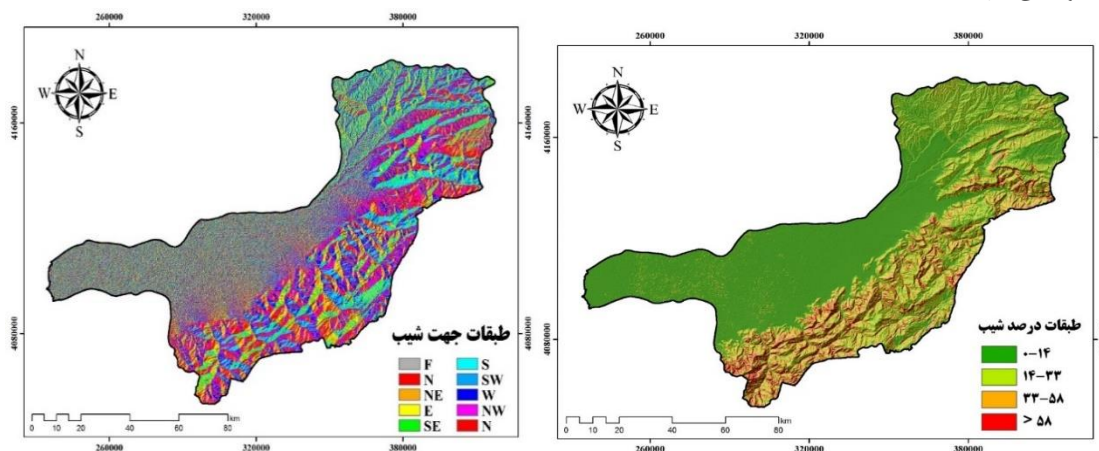 260000 320000 380000
N
W E
S
4160000
4080000
طبقات جهت شیب
F S
N SW
NE W
E NW
SE N
km
0 10 20 40 60 80
260000 320000 380000
260000 320000 380000
N
W E
S
4160000 4160000
4080000 4080000
طبقات درصد شیب
۰-۱۴
۱۴-۳۳
۳۳-۵۸
> ۵۸
km
0 10 20 40 60 80
260000 320000 380000